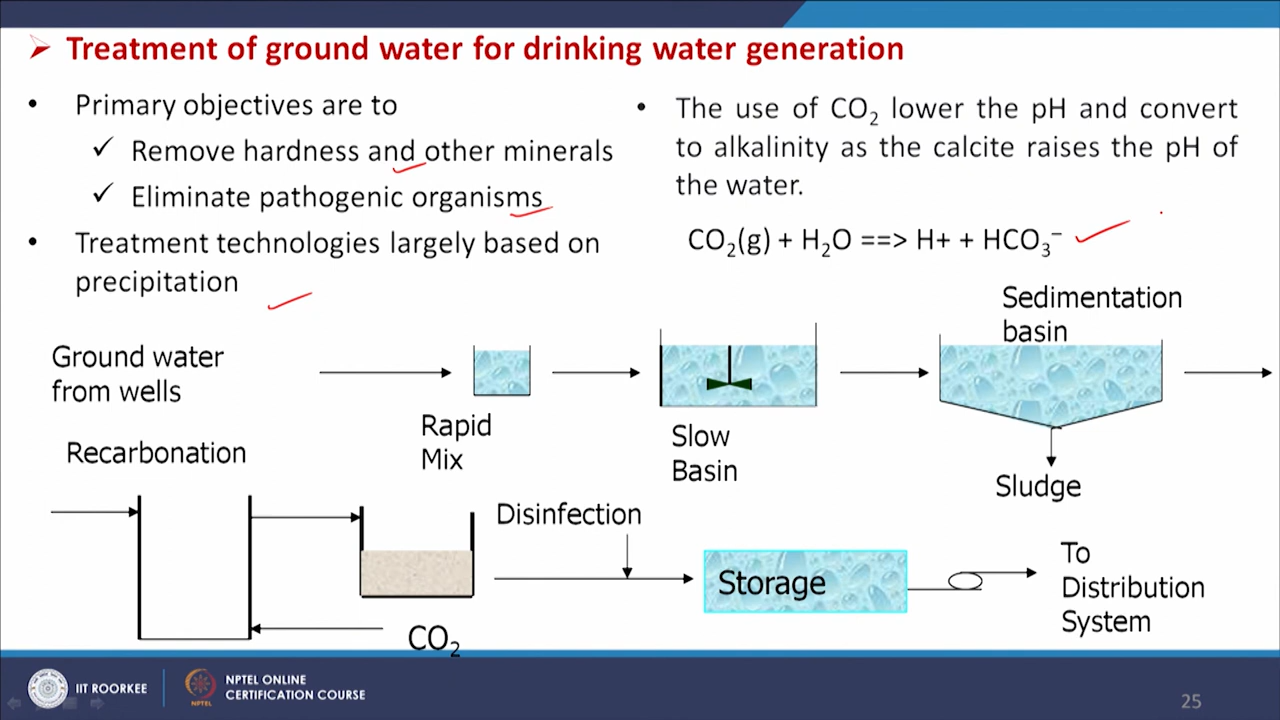 Treatment of ground water for drinking water generation
• Primary objectives are to
✓ Remove hardness and other minerals
✓ Eliminate pathogenic organisms
• Treatment technologies largely based on
precipitation
• The use of CO₂ lower the pH and convert
to alkalinity as the calcite raises the pH of
the water.
CO₂(g) + H₂O ==> H+ + HCO₃⁻
Ground water
from wells
Rapid
Mix
Slow
Basin
Sedimentation
basin
Sludge
Recarbonation
CO₂
Disinfection
Storage
To
Distribution
System
IIT ROORKEE
NPTEL
NPTEL ONLINE
CERTIFICATION COURSE
25